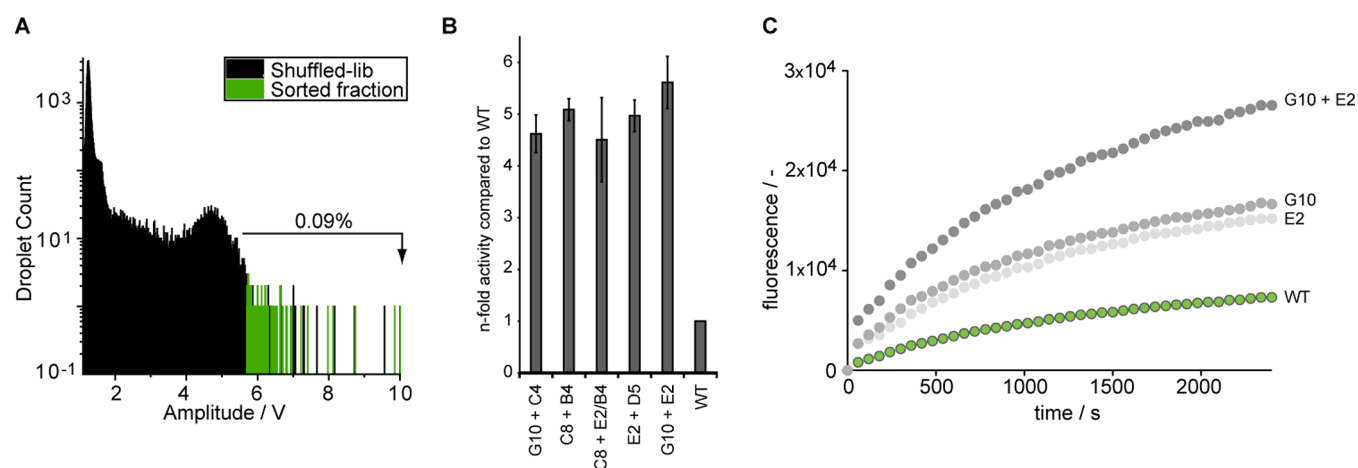 A
Shuffled-lib
Sorted fraction
10³
10¹
10-1
0.09%
Droplet Count
2
4
6
8
10
Amplitude / V
B
6
5
4
3
2
1
0
n-fold activity compared to WT
G10 + C4
C8 + B4
C8 + E2/B4
E2 + D5
G10 + E2
WT
C
3x10⁴
2x10⁴
1x10⁴
0
fluorescence / -
G10 + E2
G10
E2
WT
0
500
1000
1500
2000
time / s